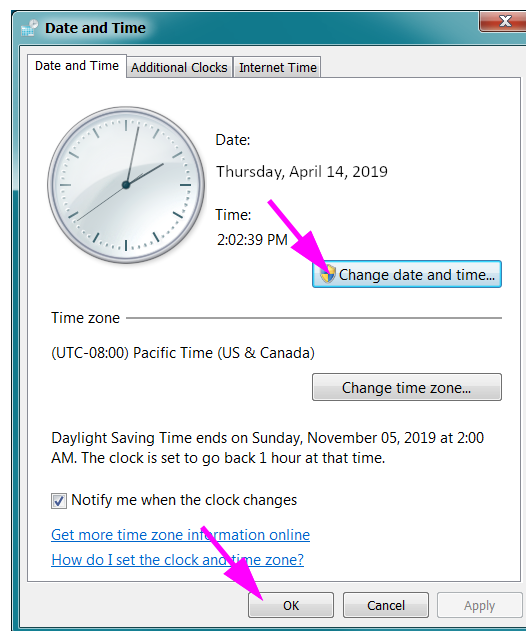 Date and Time
Date and Time Additional Clocks Internet Time
Date:
Thursday, April 14, 2019
Time:
2:02:39 PM
Change date and time...
Time zone
(UTC-08:00) Pacific Time (US & Canada)
Change time zone...
Daylight Saving Time ends on Sunday, November 05, 2019 at 2:00
AM. The clock is set to go back 1 hour at that time.
Notify me when the clock changes
Get more time zone information online
How do I set the clock and time zone?
OK Cancel Apply